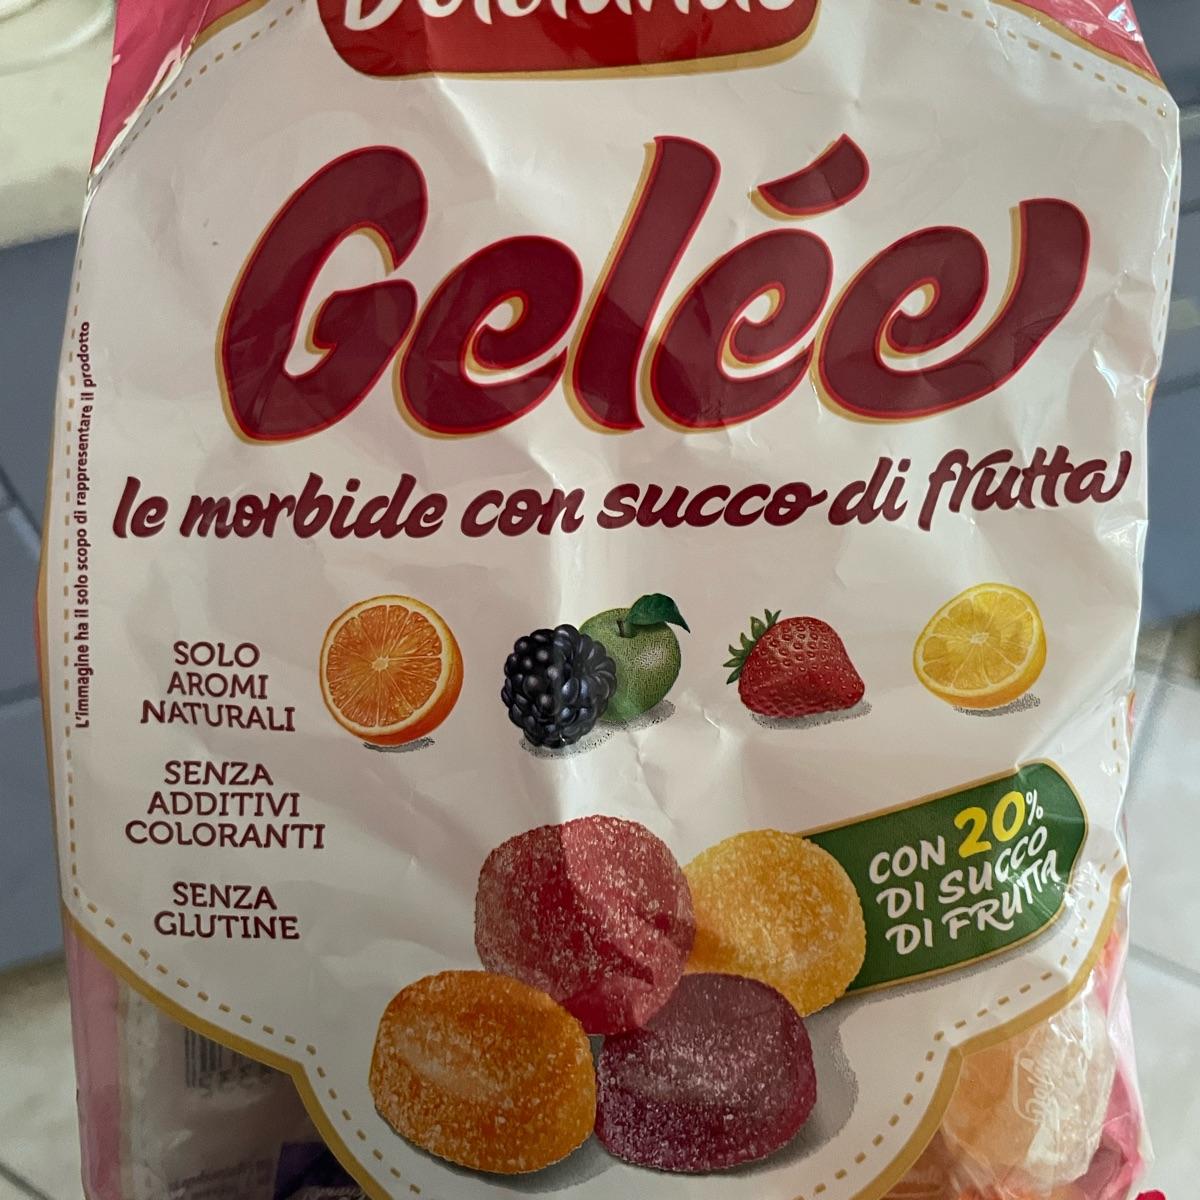 Gelée
le morbide con succo di frutta
L'immagine ha il solo scopo di rappresentare il prodotto
SOLO
AROMI
NATURALI
SENZA
ADDITIVI
COLORANTI
SENZA
GLUTINE
CON 20%
DI SUCCO
DI FRUTTA